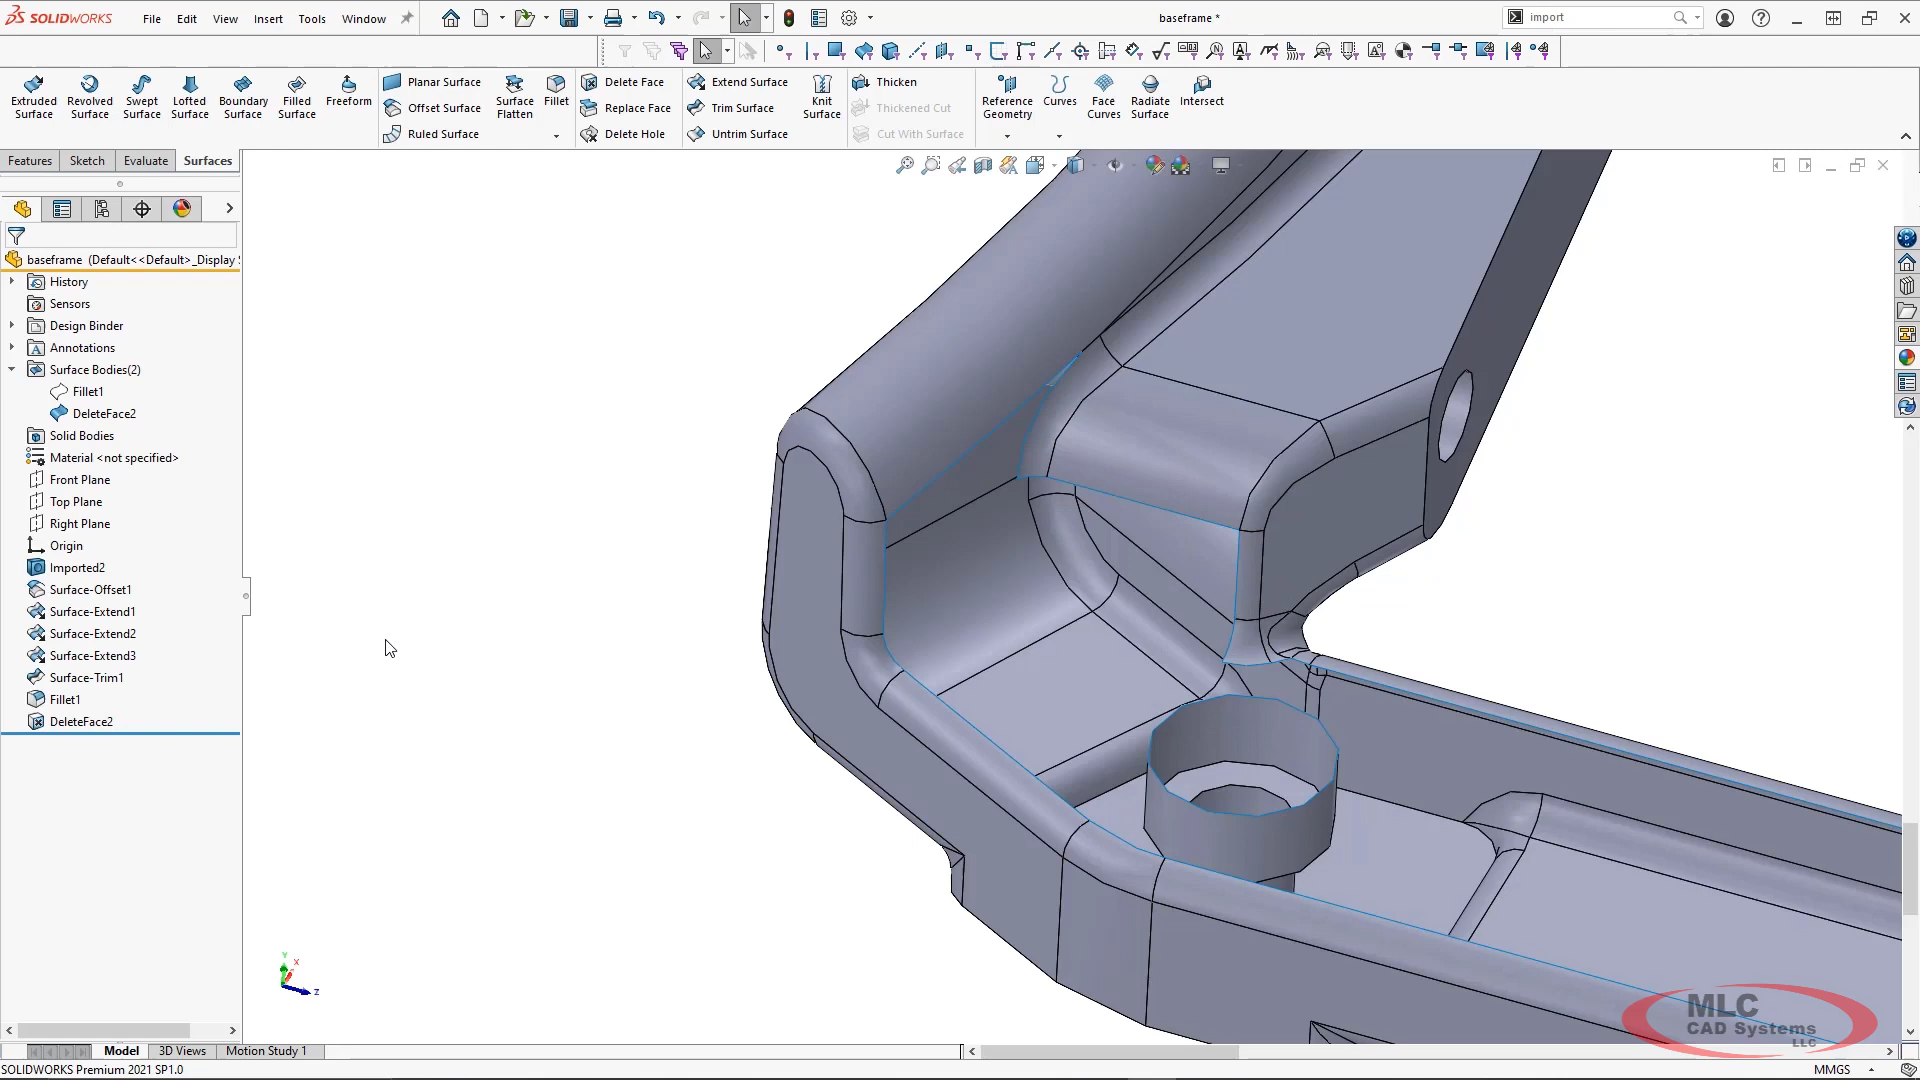 SOLIDWORKS File Edit View Insert Tools Window baseframe * import
Extruded Surface
Revolved Surface
Swept Surface
Lofted Surface
Boundary Surface
Filled Surface
Freeform
Planar Surface
Offset Surface
Ruled Surface
Surface Flatten
Fillet
Delete Face
Replace Face
Delete Hole
Extend Surface
Trim Surface
Untrim Surface
Knit Surface
Thicken
Thickened Cut
Cut With Surface
Reference Geometry
Curves
Face Curves
Radiate Surface
Intersect
Features Sketch Evaluate Surfaces
baseframe (Default<<Default>_Display
History
Sensors
Design Binder
Annotations
Surface Bodies(2)
Fillet1
DeleteFace2
Solid Bodies
Material <not specified>
Front Plane
Top Plane
Right Plane
Origin
Imported2
Surface-Offset1
Surface-Extend1
Surface-Extend2
Surface-Extend3
Surface-Trim1
Fillet1
DeleteFace2
Y
X
Z
MLC
CAD Systems
LLC
Model 3D Views Motion Study 1
SOLIDWORKS Premium 2021 SP1.0 MMGS